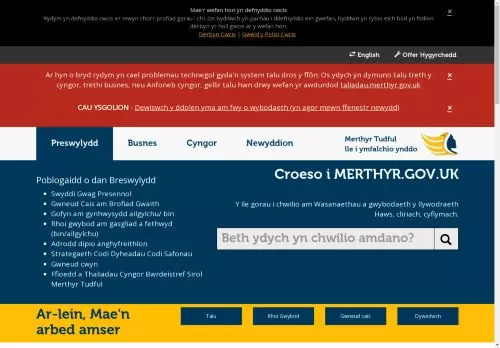 Mae'r wefan hon yn defnyddio cwcis
Rydym yn defnyddio cwcis er mwyn rhoi'r profiad gorau i chi. Os byddwch yn parhau i ddefnyddio ein gwefan, byddwn yn tybio eich bod yn fodlon
derbyn yr holl gwcis ar y wefan hon.
Derbyn Cwcis | Gweld y Polisi Cwcis
x
English
Offer Hygyrchedd
Ar hyn o bryd rydym yn cael problemau technegol gyda'n system talu dros y ffôn; Os ydych yn dymuno talu treth y
cyngor, trethi busnes, neu Anfoneb cyngor, gellir talu hwn drwy wefan yr awdurdod taliadau.merthyr.gov.uk.
x
CAU YSGOLION - Dewiswch y ddolen yma am fwy o wybodaeth (yn agor mewn ffenestr newydd)
x
Preswylydd
Busnes
Cyngor
Newyddion
Merthyr Tudful
lle i ymfalchïo ynddo
Poblogaidd o dan Breswylydd
Swyddi Gwag Presennol
Gwneud Cais am Brofiad Gwaith
Gofyn am gynhwysydd ailgylchu/ bin
Rhoi gwybod am gasgliad a fethwyd
(bin/ailgylchu)
Adrodd dipio anghyfreithlon
Strategaeth Codi Dyheadau Codi Safonau
Gwneud cwyn
Ffioedd a Thaliadau Cyngor Bwrdeistref Sirol
Merthyr Tudful
Croeso i MERTHYR.GOV.UK
Y lle gorau i chwilio am Wasanaethau a gwybodaeth y llywodraeth
Haws, cliriach, cyflymach.
Beth ydych yn chwilio amdano?
Ar-lein, Mae'n
arbed amser
Talu
Rhoi Gwybod
Gwneud cais
Dywedwch